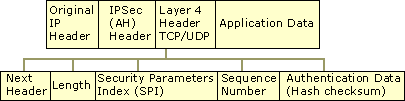 Original IPSec Layer 4 Application Data
IP (AH) Header
Header Header TCP/UDP
Next Length Security Parameters Sequence Authentication Data
Header Index (SPI) Number (Hash checksum)